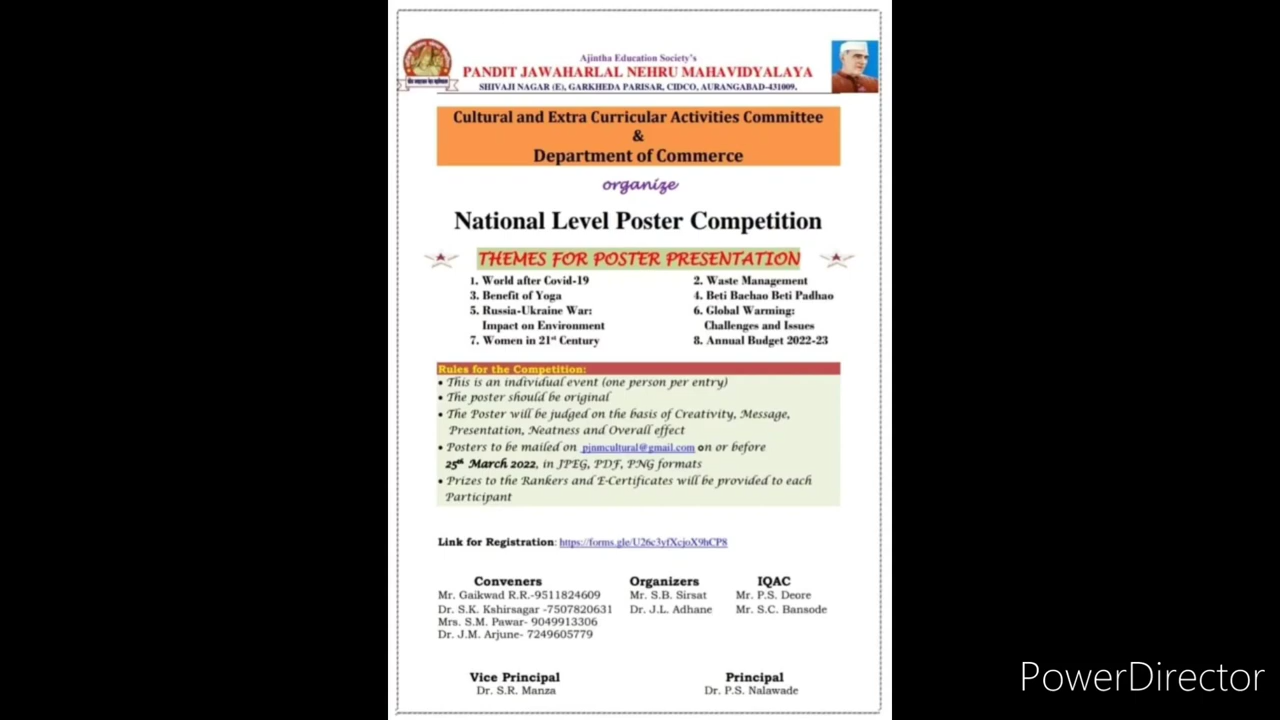 Ajintha Education Society's
PANDIT JAWAHARLAL NEHRU MAHAVIDYALAYA
SHIVAJI NAGAR (E), GARKHEDA PARISAR, CIDCO, AURANGABAD-431009.
Cultural and Extra Curricular Activities Committee
&
Department of Commerce
organize
National Level Poster Competition
THEMES FOR POSTER PRESENTATION
1. World after Covid-19 2. Waste Management
3. Benefit of Yoga 4. Beti Bachao Beti Padhao
5. Russia-Ukraine War: 6. Global Warming:
Impact on Environment Challenges and Issues
7. Women in 21st Century 8. Annual Budget 2022-23
Rules for the Competition:
• This is an individual event (one person per entry)
• The poster should be original
• The Poster will be judged on the basis of Creativity, Message,
Presentation, Neatness and Overall effect
• Posters to be mailed on pjnmcultural@gmail.com on or before
25th March 2022, in JPEG, PDF, PNG formats
• Prizes to the Rankers and E-Certificates will be provided to each
Participant
Link for Registration: https://forms.gle/U26c3yfXcjoX9hCP8
Conveners Organizers IQAC
Mr. Gaikwad R.R.-9511824609 Mr. S.B. Sirsat Mr. P.S. Deore
Dr. S.K. Kshirsagar -7507820631 Dr. J.L. Adhane Mr. S.C. Bansode
Mrs. S.M. Pawar- 9049913306
Dr. J.M. Arjune- 7249605779
Vice Principal Principal
Dr. S.R. Manza Dr. P.S. Nalawade
PowerDirector